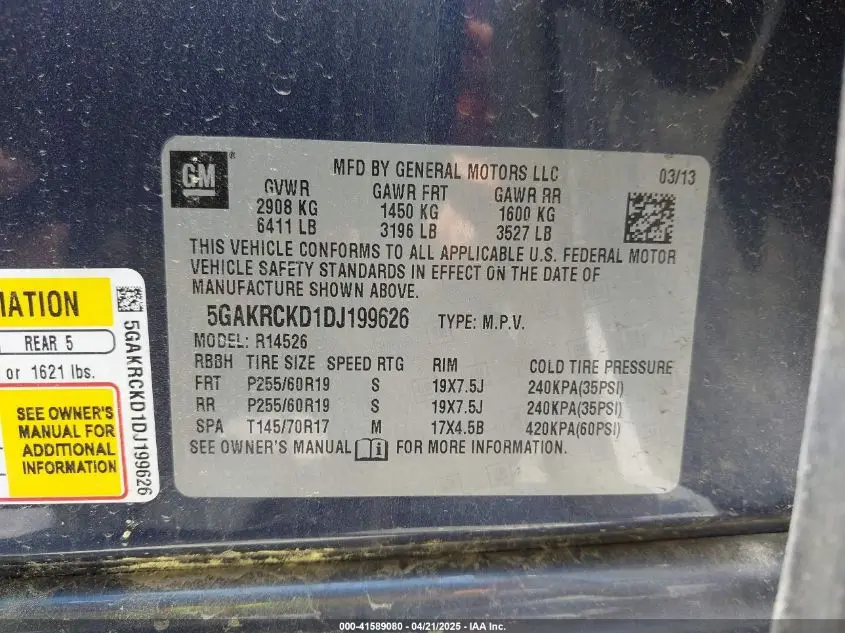 GM
MFD BY GENERAL MOTORS LLC
03/13
GVWR GAWR FRT GAWR RR
2908 KG 1450 KG 1600 KG
6411 LB 3196 LB 3527 LB
THIS VEHICLE CONFORMS TO ALL APPLICABLE U.S. FEDERAL MOTOR
VEHICLE SAFETY STANDARDS IN EFFECT ON THE DATE OF
MANUFACTURE SHOWN ABOVE.
5GAKRCKD1DJ199626 TYPE: M.P.V.
MODEL: R14526
RBBH TIRE SIZE SPEED RTG RIM COLD TIRE PRESSURE
FRT P255/60R19 S 19X7.5J 240KPA(35PSI)
RR P255/60R19 S 19X7.5J 240KPA(35PSI)
SPA T145/70R17 M 17X4.5B 420KPA(60PSI)
SEE OWNER'S MANUAL FOR MORE INFORMATION.
REAR 5
or 1621 lbs.
SEE OWNER'S
MANUAL FOR
ADDITIONAL
INFORMATION
5GAKRCKD1DJ199626
000-41589080 - 04/21/2025 - IAA Inc.